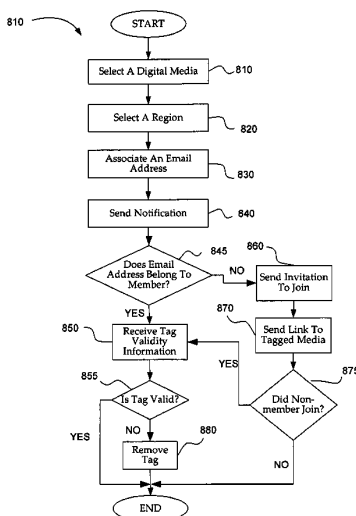 810
START
Select A Digital Media
810
Select A Region
820
Associate An Email
Address
830
Send Notification
840
Does Email
Address Belong To
Member?
845
NO
860
Send Invitation
To Join
YES
850
Receive Tag
Validity
Information
870
Send Link To
Tagged Media
YES
875
855
Is Tag Valid?
Did Non-
member Join?
YES
NO
880
Remove
Tag
NO
END